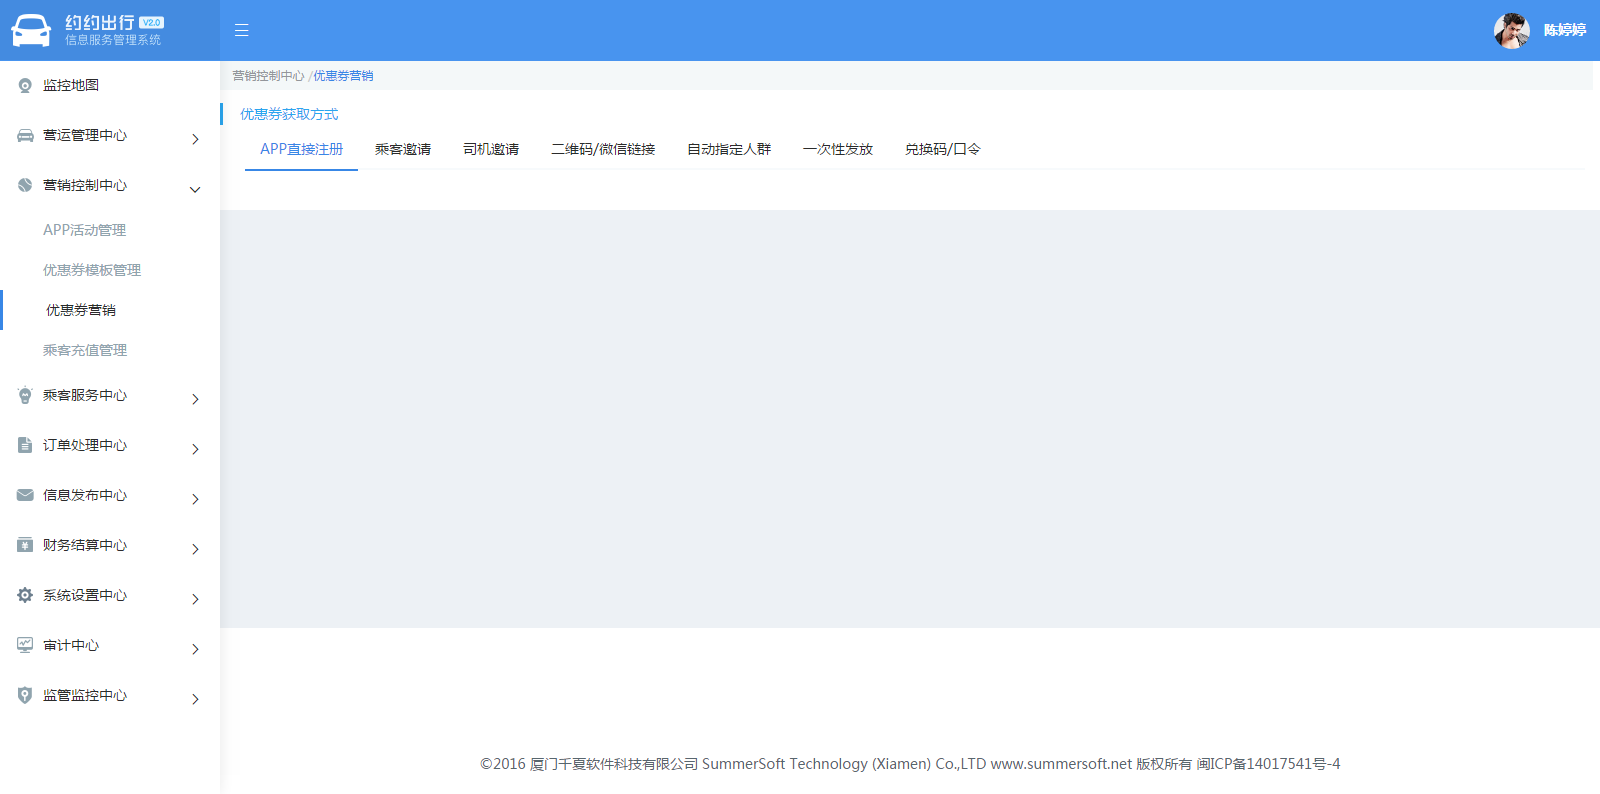 约约出行 V2.0
信息服务管理系统
陈婷婷
监控地图
营运管理中心
营销控制中心
APP活动管理
优惠券模板管理
优惠券营销
乘客充值管理
乘客服务中心
订单处理中心
信息发布中心
财务结算中心
系统设置中心
审计中心
监管监控中心
营销控制中心 /优惠券营销
优惠券获取方式
APP直接注册 乘客邀请 司机邀请 二维码/微信链接 自动指定人群 一次性发放 兑换码/口令
©2016 厦门千夏软件科技有限公司 SummerSoft Technology (Xiamen) Co.,LTD www.summersoft.net 版权所有 闽ICP备14017541号-4